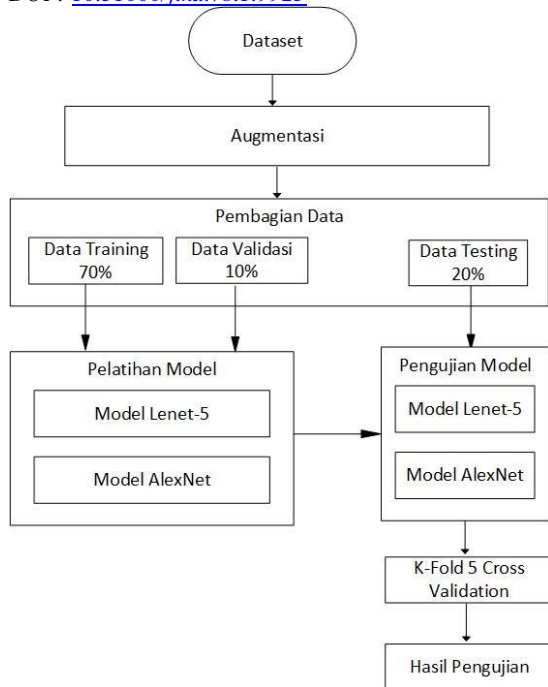 Dataset
Augmentasi
Pembagian Data
Data Training
70%
Data Validasi
10%
Data Testing
20%
Pelatihan Model
Model Lenet-5
Model AlexNet
Pengujian Model
Model Lenet-5
Model AlexNet
K-Fold 5 Cross
Validation
Hasil Pengujian